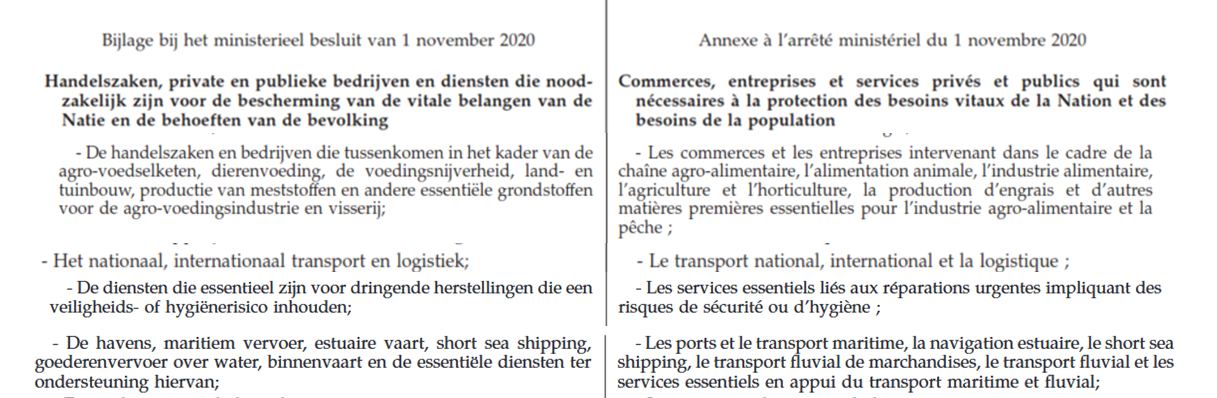 Bijlage bij het ministerieel besluit van 1 november 2020
Handelszaken, private en publieke bedrijven en diensten die nood-
zakelijk zijn voor de bescherming van de vitale belangen van de
Natie en de behoeften van de bevolking
- De handelszaken en bedrijven die tussenkomen in het kader van de
agro-voedselketen, dierenvoeding, de voedingsnijverheid, land- en
tuinbouw, productie van meststoffen en andere essentiële grondstoffen
voor de agro-voedingsindustrie en visserij;
- Het nationaal, internationaal transport en logistiek;
- De diensten die essentieel zijn voor dringende herstellingen die een
veiligheids- of hygiënerisico inhouden;
- De havens, maritiem vervoer, estuaire vaart, short sea shipping,
goederenvervoer over water, binnenvaart en de essentiële diensten ter
ondersteuning hiervan;
Annexe à l'arrêté ministériel du 1 novembre 2020
Commerces, entreprises et services privés et publics qui sont
nécessaires à la protection des besoins vitaux de la Nation et des
besoins de la population
- Les commerces et les entreprises intervenant dans le cadre de la
chaîne agro-alimentaire, l'alimentation animale, l'industrie alimentaire,
l'agriculture et l'horticulture, la production d'engrais et d'autres
matières premières essentielles pour l'industrie agro-alimentaire et la
pêche ;
- Le transport national, international et la logistique ;
- Les services essentiels liés aux réparations urgentes impliquant des
risques de sécurité ou d'hygiène ;
- Les ports et le transport maritime, la navigation estuaire, le short sea
shipping, le transport fluvial de marchandises, le transport fluvial et les
services essentiels en appui du transport maritime et fluvial;